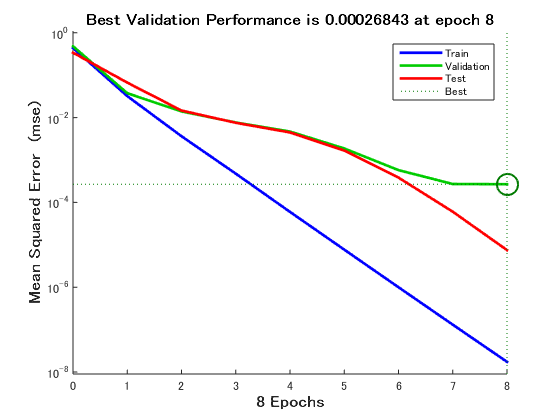 Best Validation Performance is 0.00026843 at epoch 8
10^0
10^-2
10^-4
10^-6
10^-8
Mean Squared Error (mse)
Train
Validation
Test
Best
0 1 2 3 4 5 6 7 8
8 Epochs